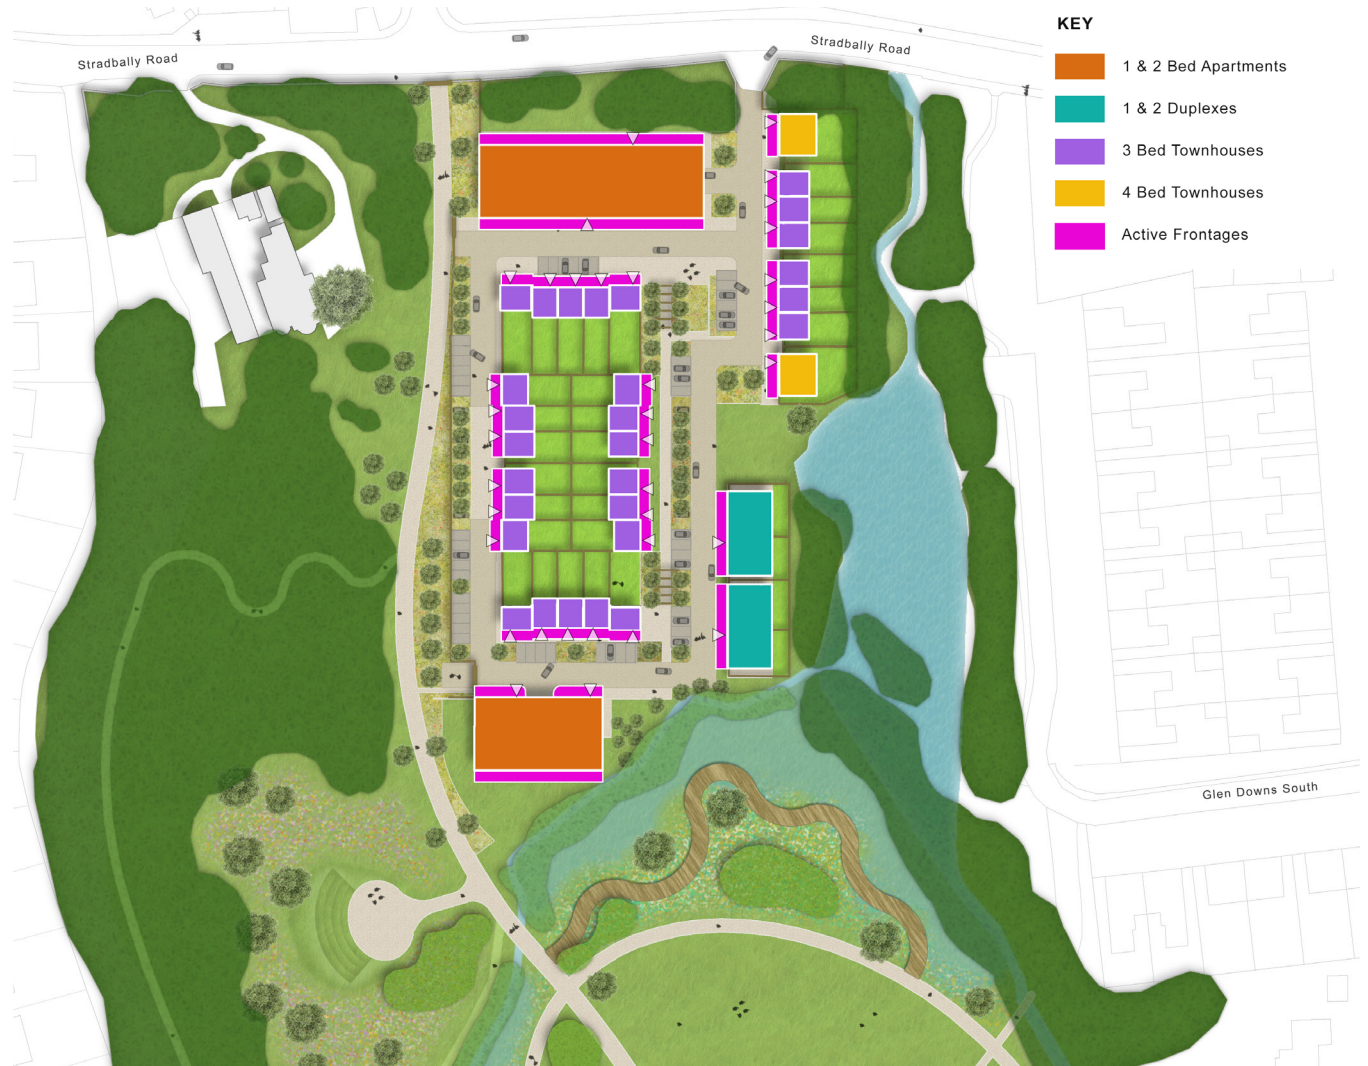 Stradbally Road
Stradbally Road
KEY
1 & 2 Bed Apartments
1 & 2 Duplexes
3 Bed Townhouses
4 Bed Townhouses
Active Frontages
Glen Downs South